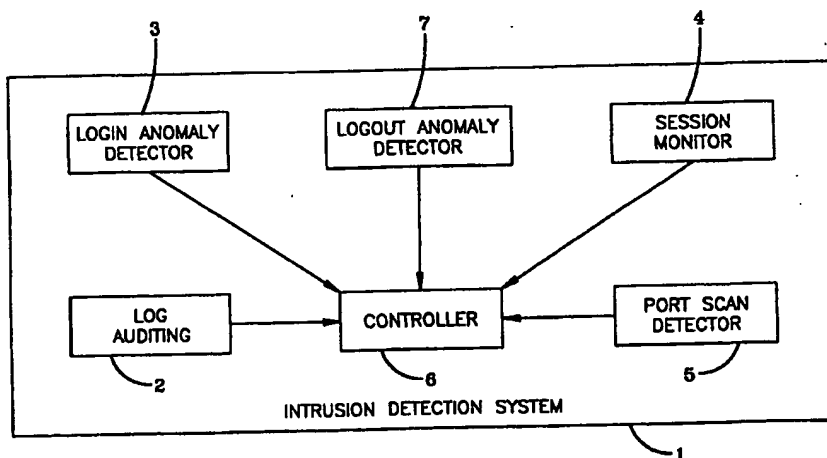 3
7
4
LOGIN ANOMALY
DETECTOR
LOGOUT ANOMALY
DETECTOR
SESSION
MONITOR
LOG
AUDITING
CONTROLLER
PORT SCAN
DETECTOR
2
6
5
INTRUSION DETECTION SYSTEM
1